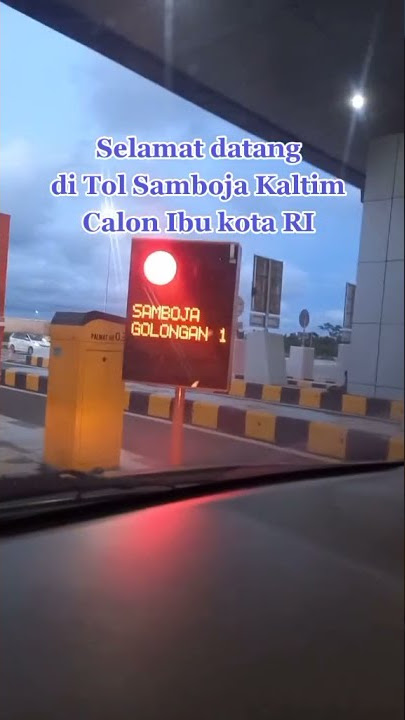 Selamat datang
di Tol Samboja Kaltim
Calon Ibu kota RI
SAMBOJA
GOLONGAN 1